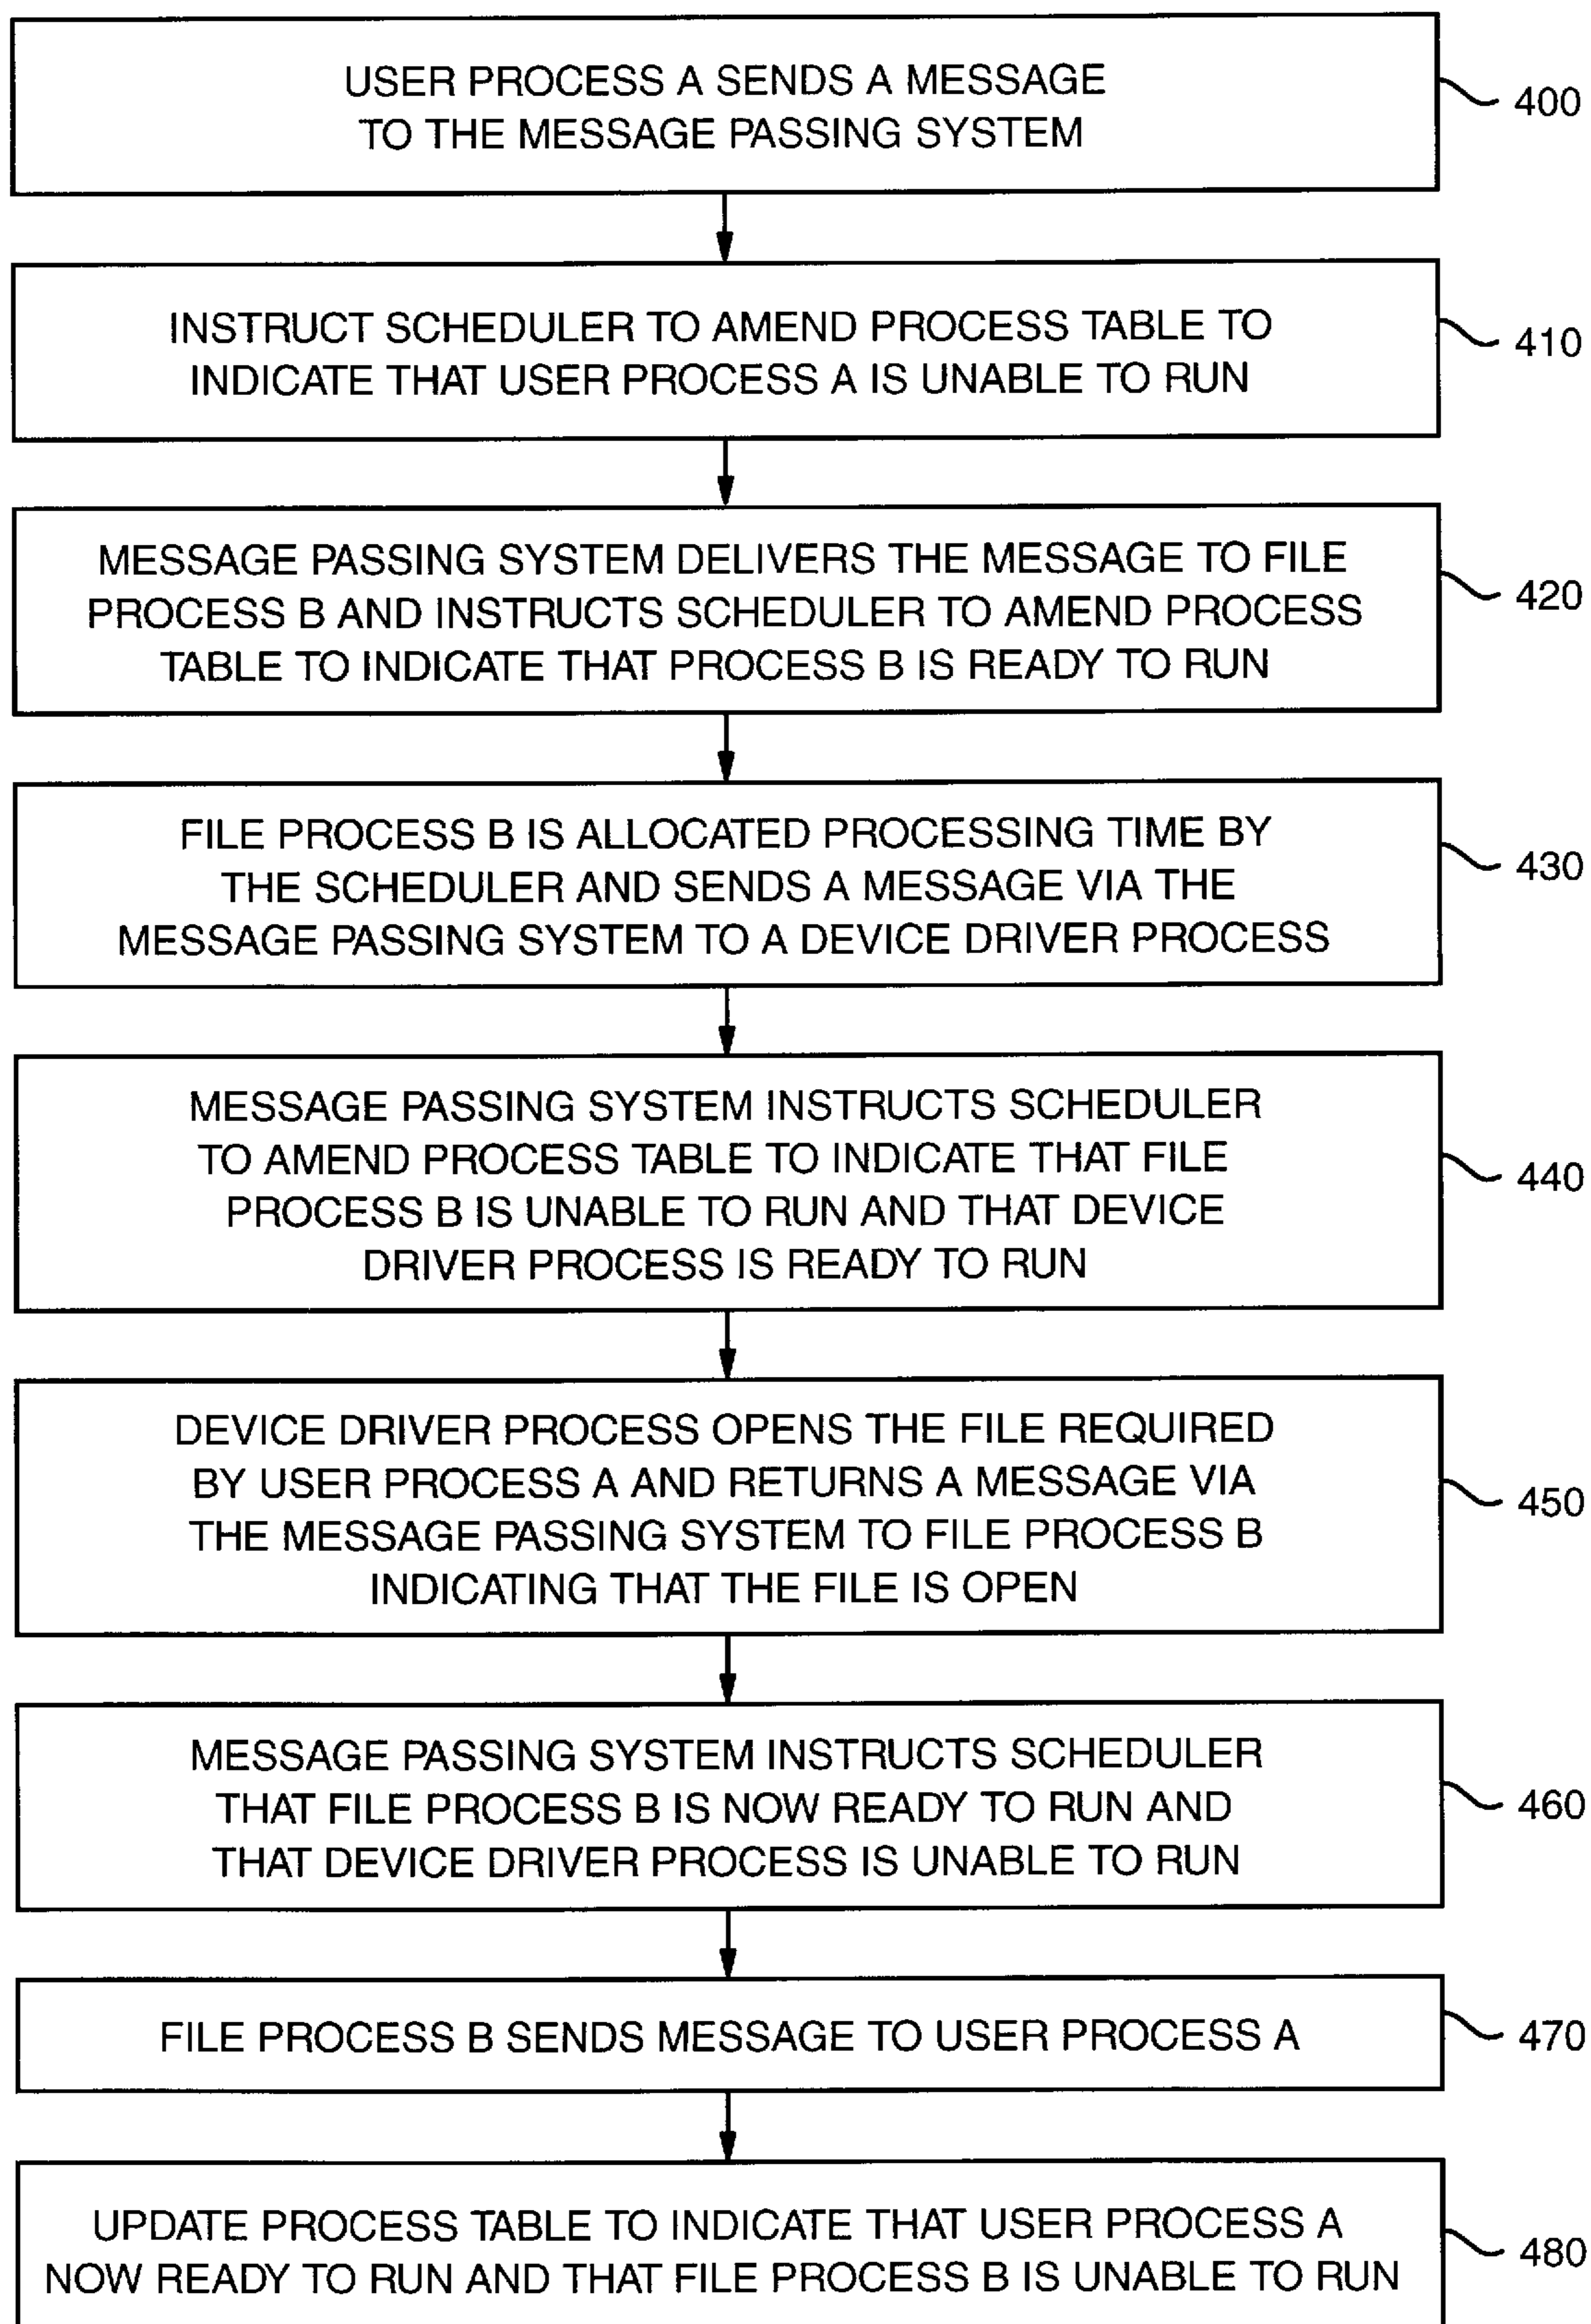 USER PROCESS A SENDS A MESSAGE
TO THE MESSAGE PASSING SYSTEM
400
INSTRUCT SCHEDULER TO AMEND PROCESS TABLE TO
INDICATE THAT USER PROCESS A IS UNABLE TO RUN
410
MESSAGE PASSING SYSTEM DELIVERS THE MESSAGE TO FILE
PROCESS B AND INSTRUCTS SCHEDULER TO AMEND PROCESS
TABLE TO INDICATE THAT PROCESS B IS READY TO RUN
420
FILE PROCESS B IS ALLOCATED PROCESSING TIME BY
THE SCHEDULER AND SENDS A MESSAGE VIA THE
MESSAGE PASSING SYSTEM TO A DEVICE DRIVER PROCESS
430
MESSAGE PASSING SYSTEM INSTRUCTS SCHEDULER
TO AMEND PROCESS TABLE TO INDICATE THAT FILE
PROCESS B IS UNABLE TO RUN AND THAT DEVICE
DRIVER PROCESS IS READY TO RUN
440
DEVICE DRIVER PROCESS OPENS THE FILE REQUIRED
BY USER PROCESS A AND RETURNS A MESSAGE VIA
THE MESSAGE PASSING SYSTEM TO FILE PROCESS B
INDICATING THAT THE FILE IS OPEN
450
MESSAGE PASSING SYSTEM INSTRUCTS SCHEDULER
THAT FILE PROCESS B IS NOW READY TO RUN AND
THAT DEVICE DRIVER PROCESS IS UNABLE TO RUN
460
FILE PROCESS B SENDS MESSAGE TO USER PROCESS A
470
UPDATE PROCESS TABLE TO INDICATE THAT USER PROCESS A
NOW READY TO RUN AND THAT FILE PROCESS B IS UNABLE TO RUN
480